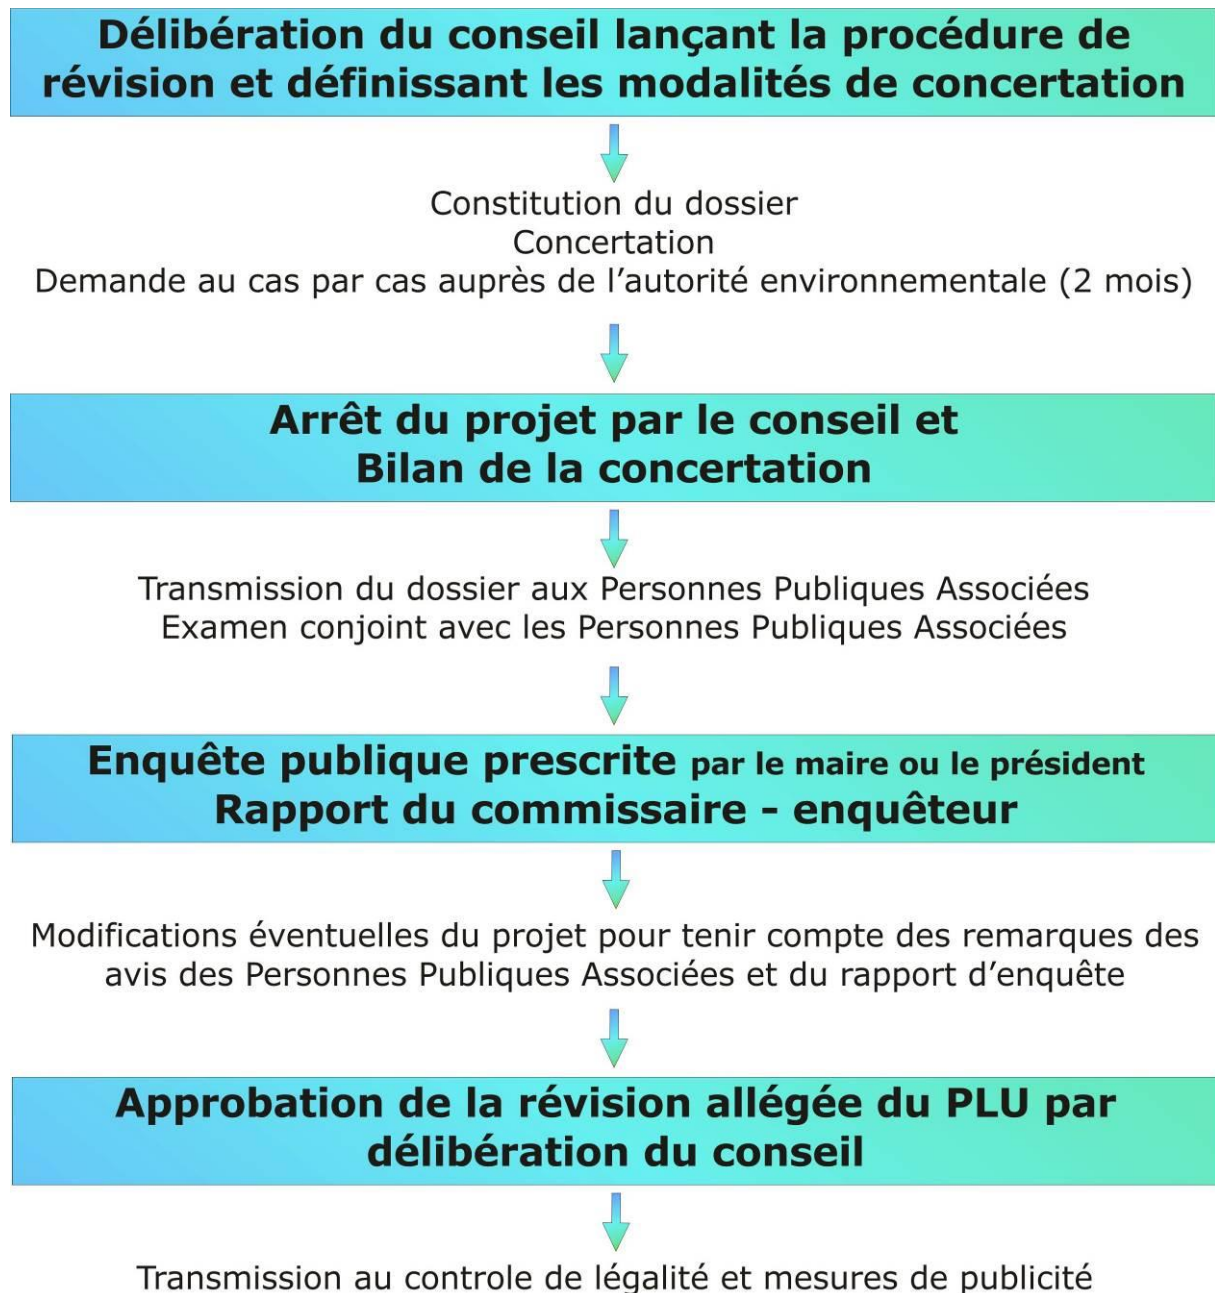 Délibération du conseil lançant la procédure de
révision et définissant les modalités de concertation
Constitution du dossier
Concertation
Demande au cas par cas auprès de l’autorité environnementale (2 mois)
Arrêt du projet par le conseil et
Bilan de la concertation
Transmission du dossier aux Personnes Publiques Associées
Examen conjoint avec les Personnes Publiques Associées
Enquête publique prescrite par le maire ou le président
Rapport du commissaire - enquêteur
Modifications éventuelles du projet pour tenir compte des remarques des
avis des Personnes Publiques Associées et du rapport d’enquête
Approbation de la révision allégée du PLU par
délibération du conseil
Transmission au controle de légalité et mesures de publicité